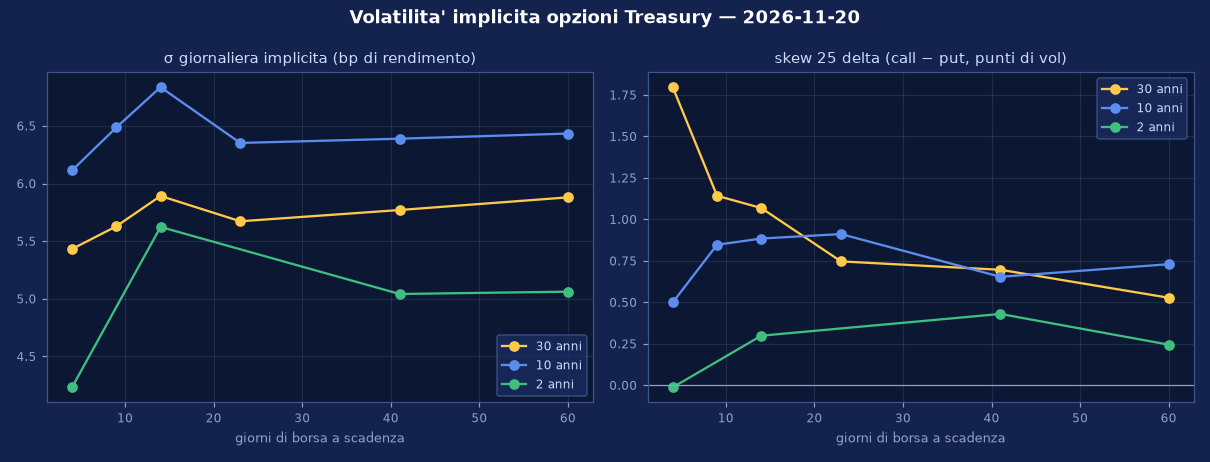 Volatilita' implicita opzioni Treasury — 2026-11-20
σ giornaliera implicita (bp di rendimento)
6.5
6.0
5.5
5.0
4.5
10
20
30
40
50
60
giorni di borsa a scadenza
30 anni
10 anni
2 anni
skew 25 delta (call − put, punti di vol)
1.75
1.50
1.25
1.00
0.75
0.50
0.25
0.00
10
20
30
40
50
60
giorni di borsa a scadenza
30 anni
10 anni
2 anni